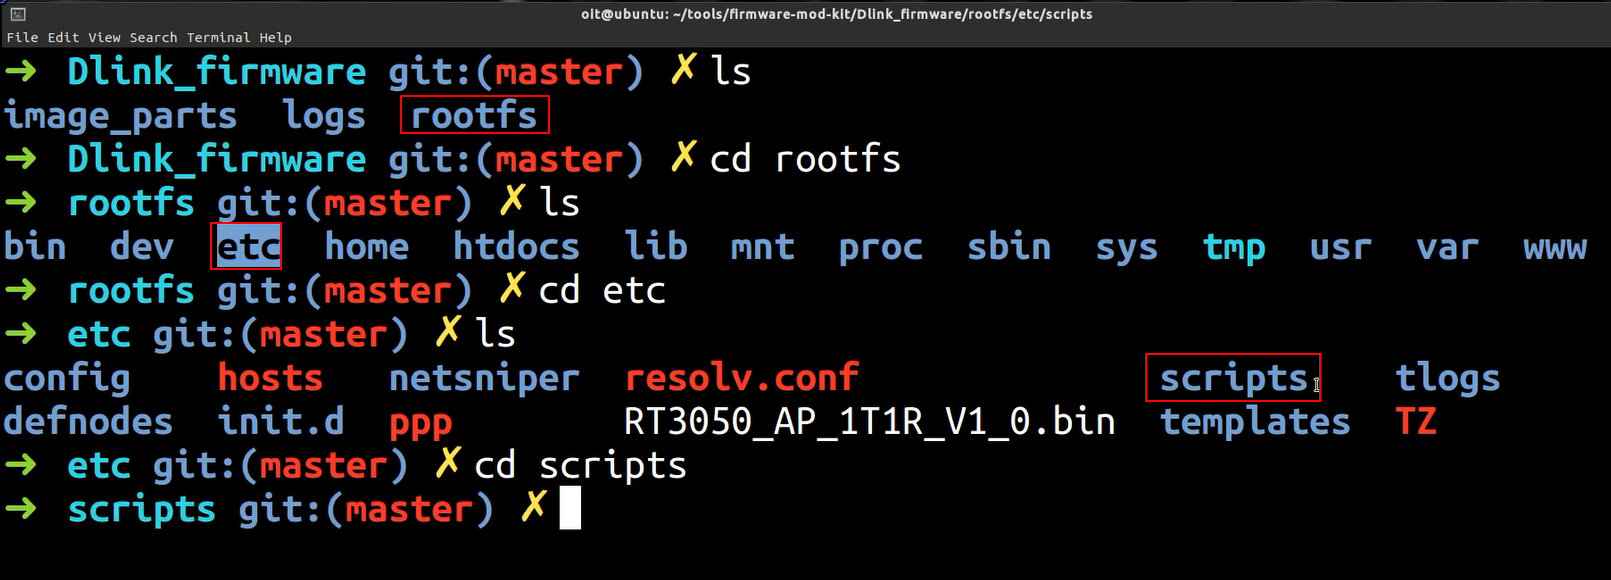 oit@ubuntu: ~/tools/firmware-mod-kit/Dlink_firmware/rootfs/etc/scripts
File Edit View Search Terminal Help
➜ Dlink_firmware git:(master) ✗ ls
image_parts logs rootfs
➜ Dlink_firmware git:(master) ✗ cd rootfs
➜ rootfs git:(master) ✗ ls
bin dev etc home htdocs lib mnt proc sbin sys tmp usr var www
➜ rootfs git:(master) ✗ cd etc
➜ etc git:(master) ✗ ls
config hosts netsniper resolv.conf scripts tlogs
defnodes init.d ppp RT3050_AP_1T1R_V1_0.bin templates TZ
➜ etc git:(master) ✗ cd scripts
➜ scripts git:(master) ✗